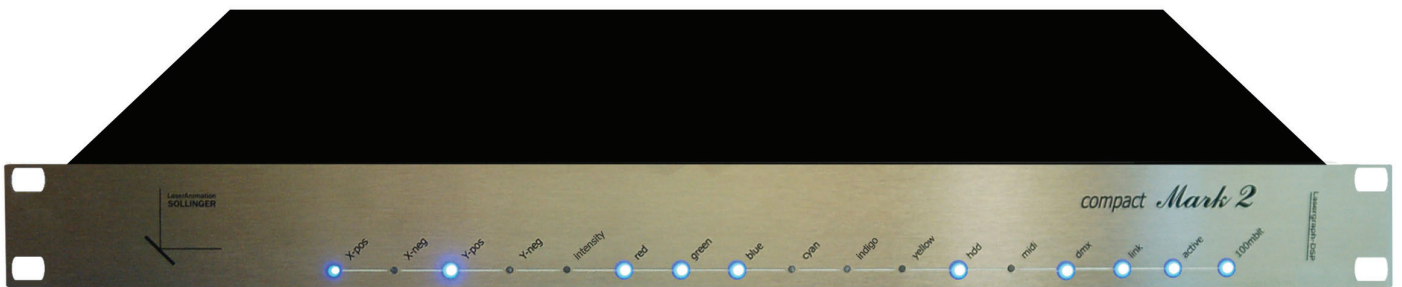 LaserAnimation
SOLLINGER
compact Mark 2
Lasergraph-DSP
X-pos
X-neg
Y-pos
Y-neg
intensity
red
green
blue
cyan
indigo
yellow
hdd
midi
dmx
link
active
100mbit